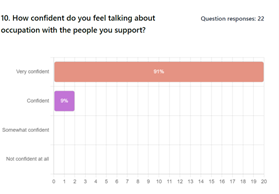 10. How confident do you feel talking about
occupation with the people you support?
Question responses: 22
Very confident
91%
Confident
9%
Somewhat confident
Not confident at all
0 1 2 3 4 5 6 7 8 9 10 11 12 13 14 15 16 17 18 19 20